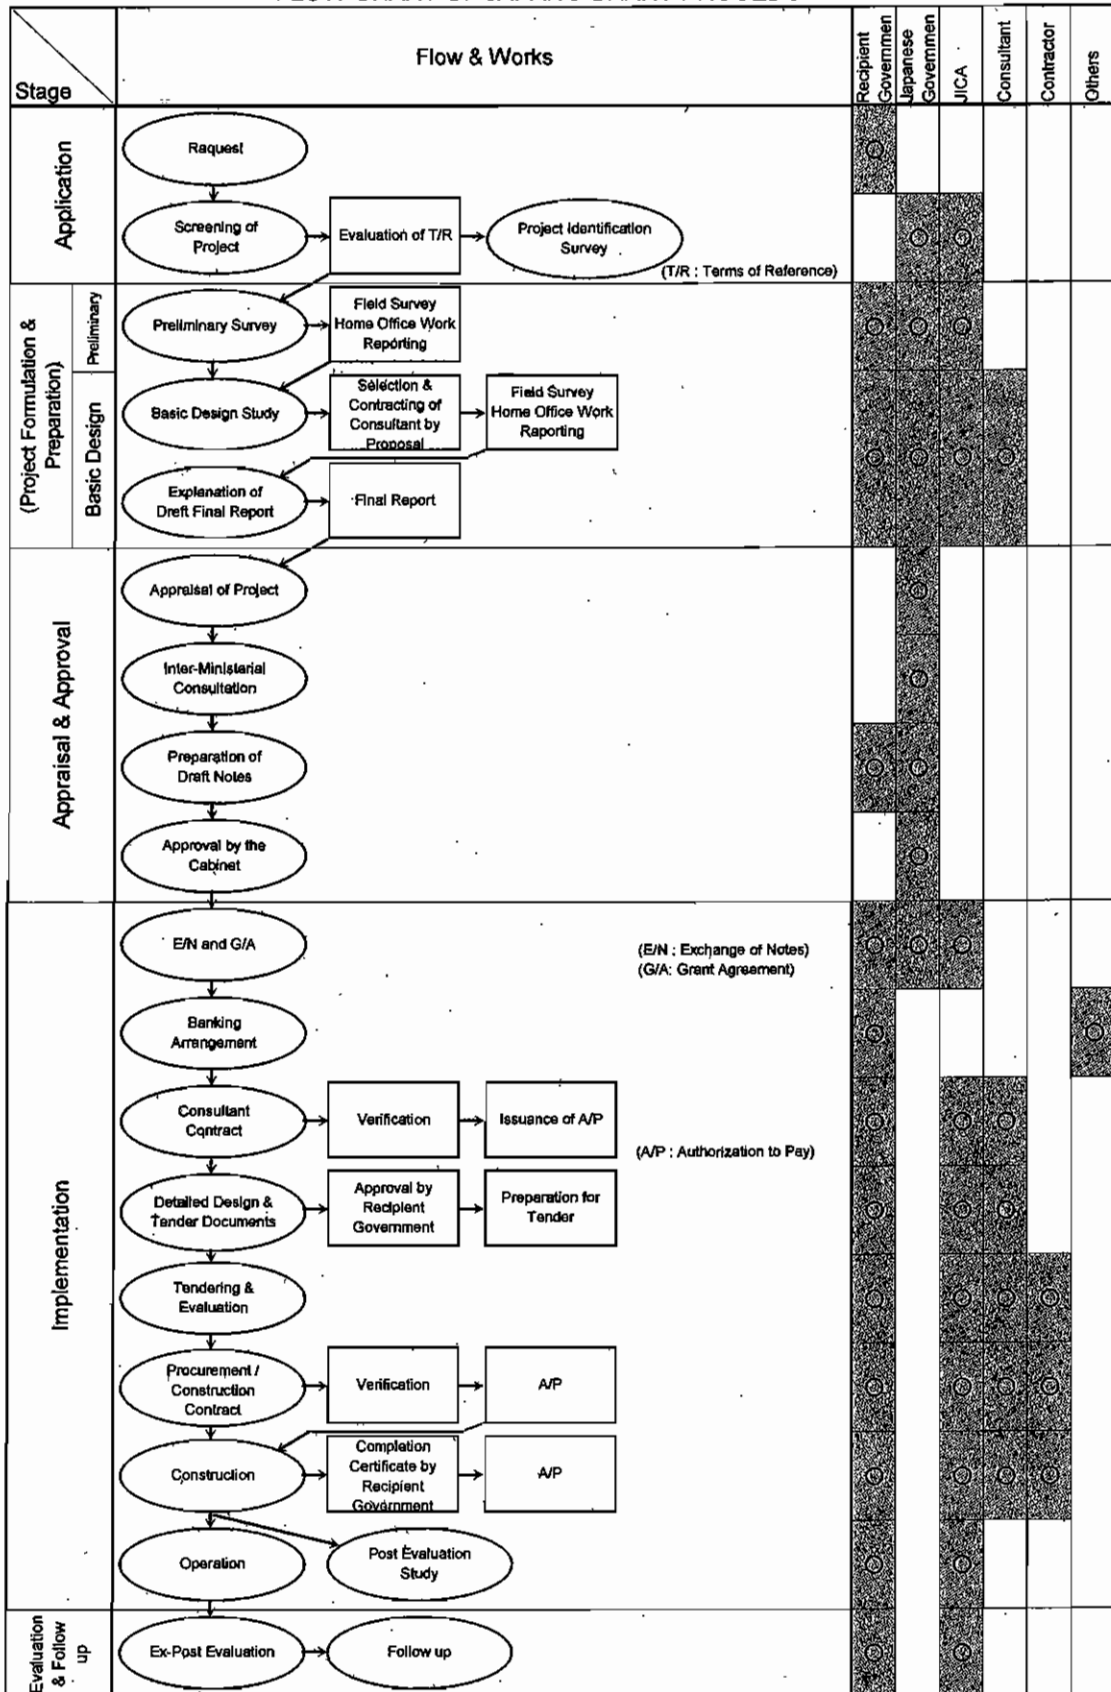 Stage
Flow & Works
Recipient
Governmen
Japanese
Governmen
JICA
Consultant
Contractor
Others
Application
Raquest
Screening of
Project
Evaluation of T/R
Project Identification
Survey
(T/R : Terms of Reference)
(Project Formulation &
Preparation)
Preliminary
Preliminary Survey
Field Survey
Home Office Work
Reporting
Basic Design
Basic Design Study
Selection &
Contracting of
Consultant by
Proposal
Field Survey
Home Office Work
Raporting
Explanation of
Dreft Final Report
Final Report
Appraisal & Approval
Appraisal of Project
Inter-Ministerial
Consultation
Preparation of
Draft Notes
Approval by the
Cabinet
Implementation
E/N and G/A
(E/N : Exchange of Notes)
(G/A: Grant Agreement)
Banking
Arrangement
Consultant
Contract
Verification
Issuance of A/P
(A/P : Authorization to Pay)
Detailed Design &
Tender Documents
Approval by
Recipient
Government
Preparation for
Tender
Tendering &
Evaluation
Procurement /
Construction
Contract
Verification
A/P
Construction
Completion
Certificate by
Recipient
Government
A/P
Operation
Post Evaluation
Study
Evaluation
& Follow
up
Ex-Post Evaluation
Follow up